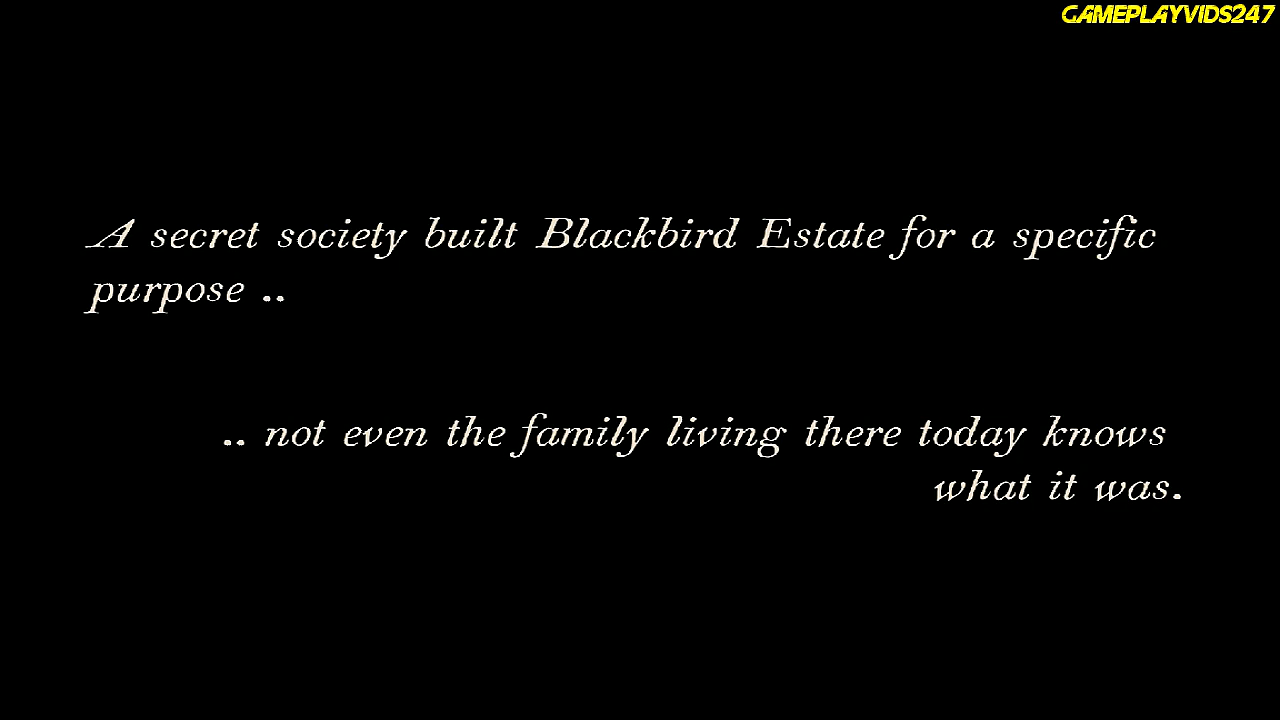 GAMEPLAYVIDS247
A secret society built Blackbird Estate for a specific
purpose ..
.. not even the family living there today knows
what it was.